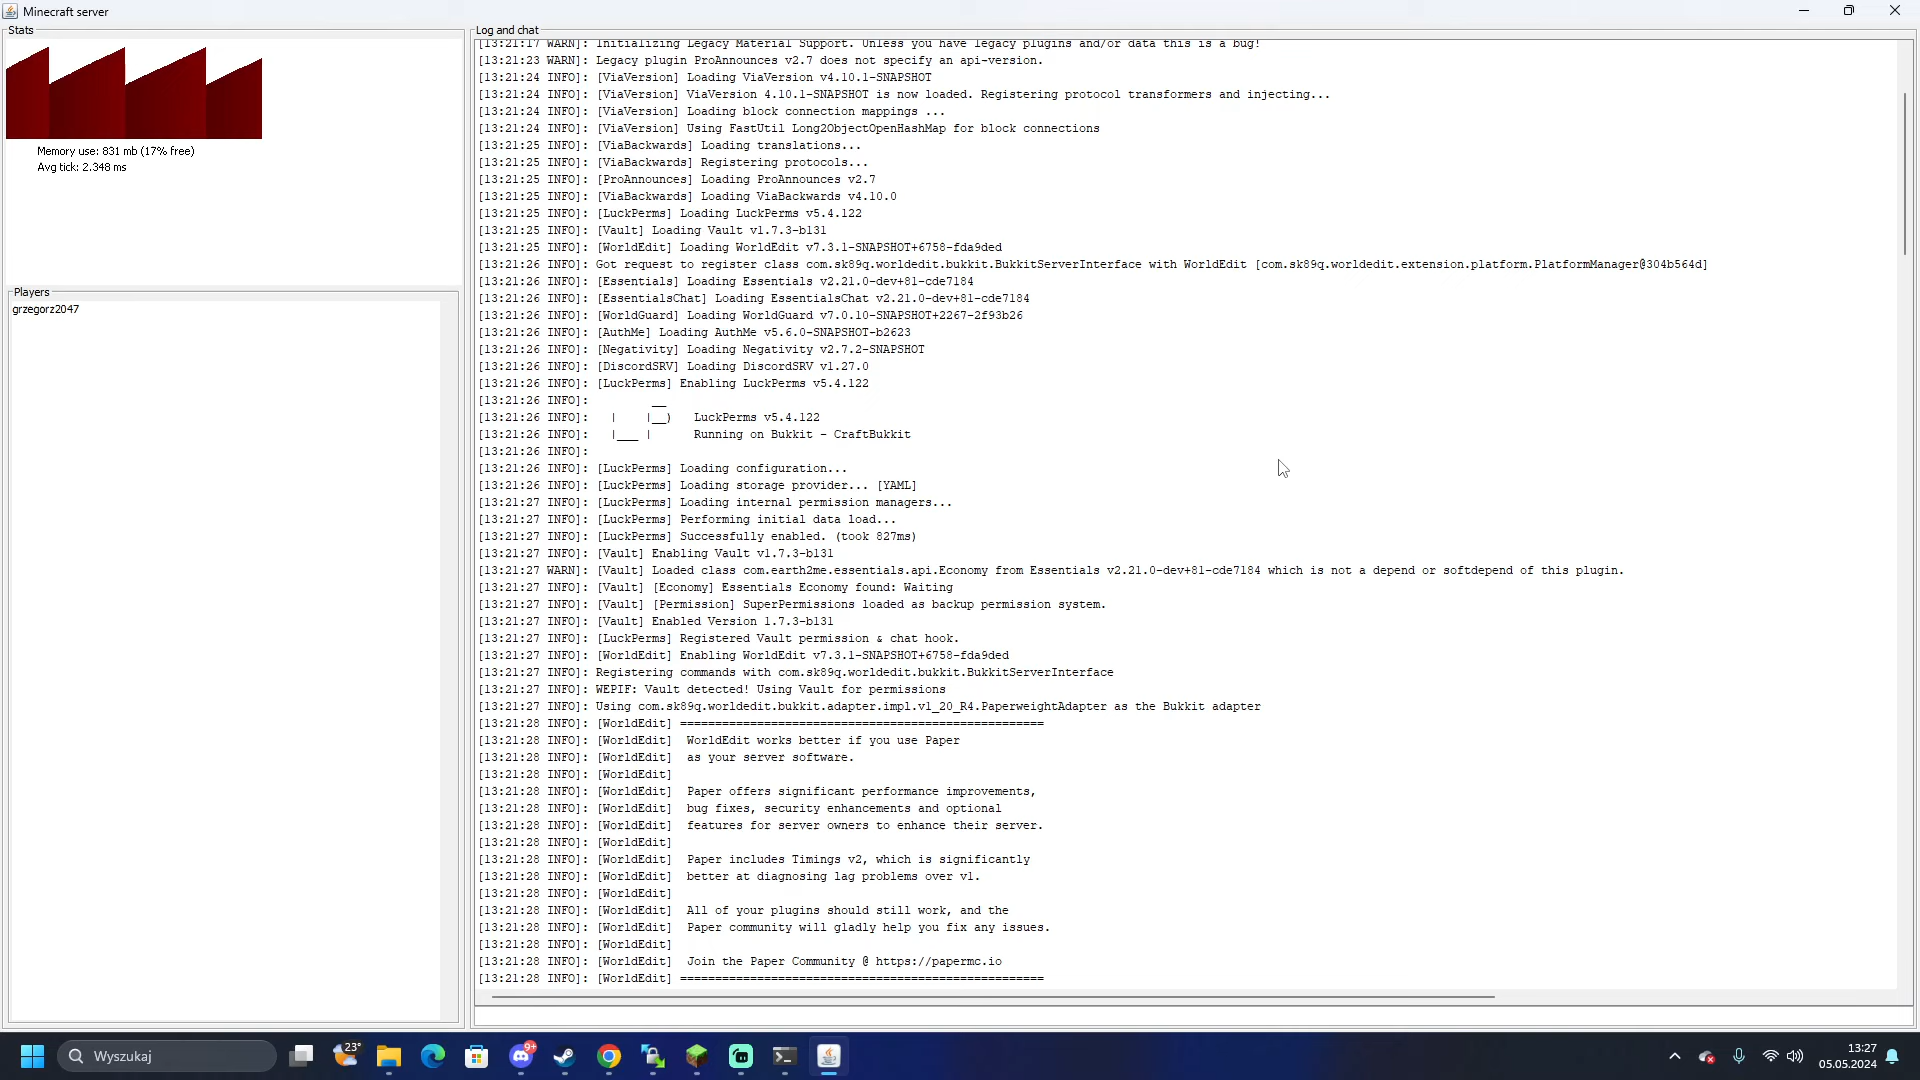 Minecraft server
Stats
Memory use: 831 mb (17% free)
Avg tick: 2.348 ms
Players
grzegorz2047
Log and chat
[13:21:17 WARN]: Initializing Legacy Material Support. Unless you have legacy plugins and/or data this is a bug!
[13:21:23 WARN]: Legacy plugin ProAnnounces v2.7 does not specify an api-version.
[13:21:24 INFO]: [ViaVersion] Loading ViaVersion v4.10.1-SNAPSHOT
[13:21:24 INFO]: [ViaVersion] ViaVersion 4.10.1-SNAPSHOT is now loaded. Registering protocol transformers and injecting...
[13:21:24 INFO]: [ViaVersion] Loading block connection mappings ...
[13:21:24 INFO]: [ViaVersion] Using FastUtil Long2ObjectOpenHashMap for block connections
[13:21:25 INFO]: [ViaBackwards] Loading translations...
[13:21:25 INFO]: [ViaBackwards] Registering protocols...
[13:21:25 INFO]: [ProAnnounces] Loading ProAnnounces v2.7
[13:21:25 INFO]: [ViaBackwards] Loading ViaBackwards v4.10.0
[13:21:25 INFO]: [LuckPerms] Loading LuckPerms v5.4.122
[13:21:25 INFO]: [Vault] Loading Vault v1.7.3-b131
[13:21:25 INFO]: [WorldEdit] Loading WorldEdit v7.3.1-SNAPSHOT+6758-fda9ded
[13:21:26 INFO]: Got request to register class com.sk89q.worldedit.bukkit.BukkitServerInterface with WorldEdit [com.sk89q.worldedit.extension.platform.PlatformManager@304b564d]
[13:21:26 INFO]: [Essentials] Loading Essentials v2.21.0-dev+81-cde7184
[13:21:26 INFO]: [EssentialsChat] Loading EssentialsChat v2.21.0-dev+81-cde7184
[13:21:26 INFO]: [WorldGuard] Loading WorldGuard v7.0.10-SNAPSHOT+2267-2f93b26
[13:21:26 INFO]: [AuthMe] Loading AuthMe v5.6.0-SNAPSHOT-b2623
[13:21:26 INFO]: [Negativity] Loading Negativity v2.7.2-SNAPSHOT
[13:21:26 INFO]: [DiscordSRV] Loading DiscordSRV v1.27.0
[13:21:26 INFO]: [LuckPerms] Enabling LuckPerms v5.4.122
[13:21:26 INFO]:         __
[13:21:26 INFO]:   |    |__)   LuckPerms v5.4.122
[13:21:26 INFO]:   |___ |      Running on Bukkit - CraftBukkit
[13:21:26 INFO]:
[13:21:26 INFO]: [LuckPerms] Loading configuration...
[13:21:26 INFO]: [LuckPerms] Loading storage provider... [YAML]
[13:21:27 INFO]: [LuckPerms] Loading internal permission managers...
[13:21:27 INFO]: [LuckPerms] Performing initial data load...
[13:21:27 INFO]: [LuckPerms] Successfully enabled. (took 827ms)
[13:21:27 INFO]: [Vault] Enabling Vault v1.7.3-b131
[13:21:27 WARN]: [Vault] Loaded class com.earth2me.essentials.api.Economy from Essentials v2.21.0-dev+81-cde7184 which is not a depend or softdepend of this plugin.
[13:21:27 INFO]: [Vault] [Economy] Essentials Economy found: Waiting
[13:21:27 INFO]: [Vault] [Permission] SuperPermissions loaded as backup permission system.
[13:21:27 INFO]: [Vault] Enabled Version 1.7.3-b131
[13:21:27 INFO]: [LuckPerms] Registered Vault permission & chat hook.
[13:21:27 INFO]: [WorldEdit] Enabling WorldEdit v7.3.1-SNAPSHOT+6758-fda9ded
[13:21:27 INFO]: Registering commands with com.sk89q.worldedit.bukkit.BukkitServerInterface
[13:21:27 INFO]: WEPIF: Vault detected! Using Vault for permissions
[13:21:27 INFO]: Using com.sk89q.worldedit.bukkit.adapter.impl.v1_20_R4.PaperweightAdapter as the Bukkit adapter
[13:21:28 INFO]: [WorldEdit] ====================================================
[13:21:28 INFO]: [WorldEdit]  WorldEdit works better if you use Paper
[13:21:28 INFO]: [WorldEdit]  as your server software.
[13:21:28 INFO]: [WorldEdit]
[13:21:28 INFO]: [WorldEdit]  Paper offers significant performance improvements,
[13:21:28 INFO]: [WorldEdit]  bug fixes, security enhancements and optional
[13:21:28 INFO]: [WorldEdit]  features for server owners to enhance their server.
[13:21:28 INFO]: [WorldEdit]
[13:21:28 INFO]: [WorldEdit]  Paper includes Timings v2, which is significantly
[13:21:28 INFO]: [WorldEdit]  better at diagnosing lag problems over v1.
[13:21:28 INFO]: [WorldEdit]
[13:21:28 INFO]: [WorldEdit]  All of your plugins should still work, and the
[13:21:28 INFO]: [WorldEdit]  Paper community will gladly help you fix any issues.
[13:21:28 INFO]: [WorldEdit]
[13:21:28 INFO]: [WorldEdit]  Join the Paper Community @ https://papermc.io
[13:21:28 INFO]: [WorldEdit] ====================================================
Wyszukaj
23°
9+
13:27
05.05.2024